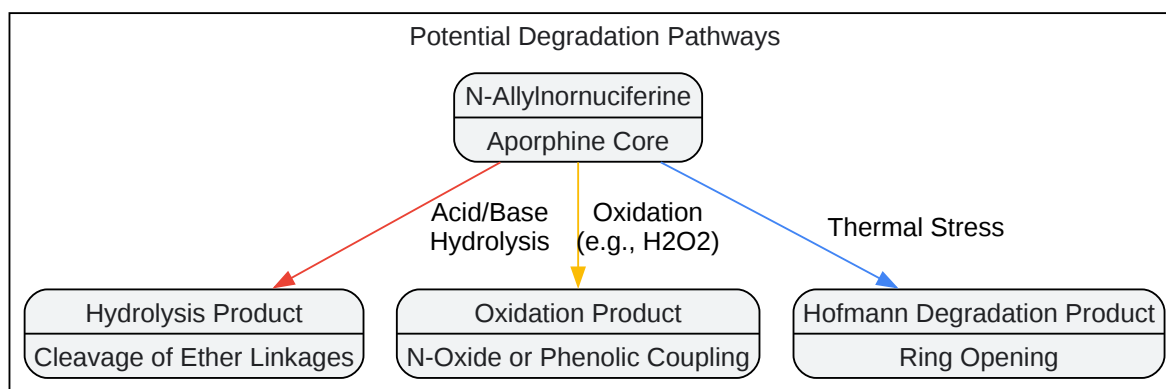 Potential Degradation Pathways
N-Allylnornuciferine
Aporphine Core
Acid/Base
Hydrolysis
Oxidation
(e.g., H2O2)
Thermal Stress
Hydrolysis Product
Cleavage of Ether Linkages
Oxidation Product
N-Oxide or Phenolic Coupling
Hofmann Degradation Product
Ring Opening